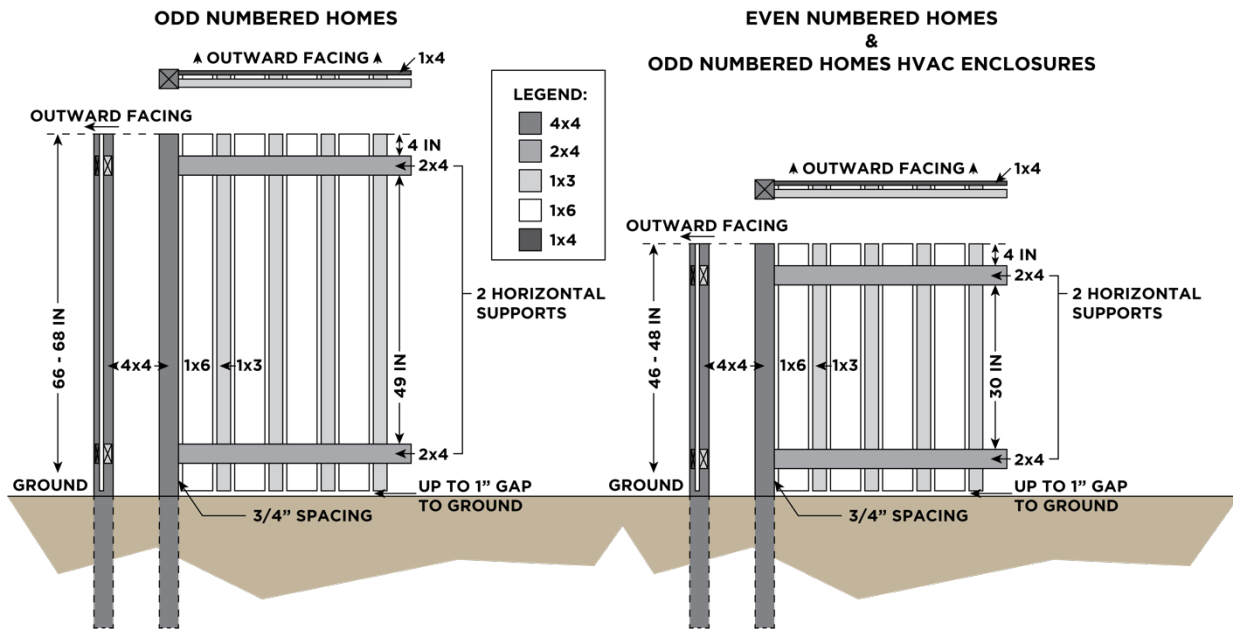 ODD NUMBERED HOMES
OUTWARD FACING
1x4
OUTWARD FACING
4 IN
2x4
66 - 68 IN
4x4
1x6
1x3
49 IN
2 HORIZONTAL
SUPPORTS
2x4
GROUND
UP TO 1” GAP
TO GROUND
3/4” SPACING
LEGEND:
4x4
2x4
1x3
1x6
1x4
EVEN NUMBERED HOMES
&
ODD NUMBERED HOMES HVAC ENCLOSURES
OUTWARD FACING
1x4
OUTWARD FACING
4 IN
2x4
46 - 48 IN
4x4
1x6
1x3
30 IN
2 HORIZONTAL
SUPPORTS
2x4
GROUND
UP TO 1” GAP
TO GROUND
3/4” SPACING